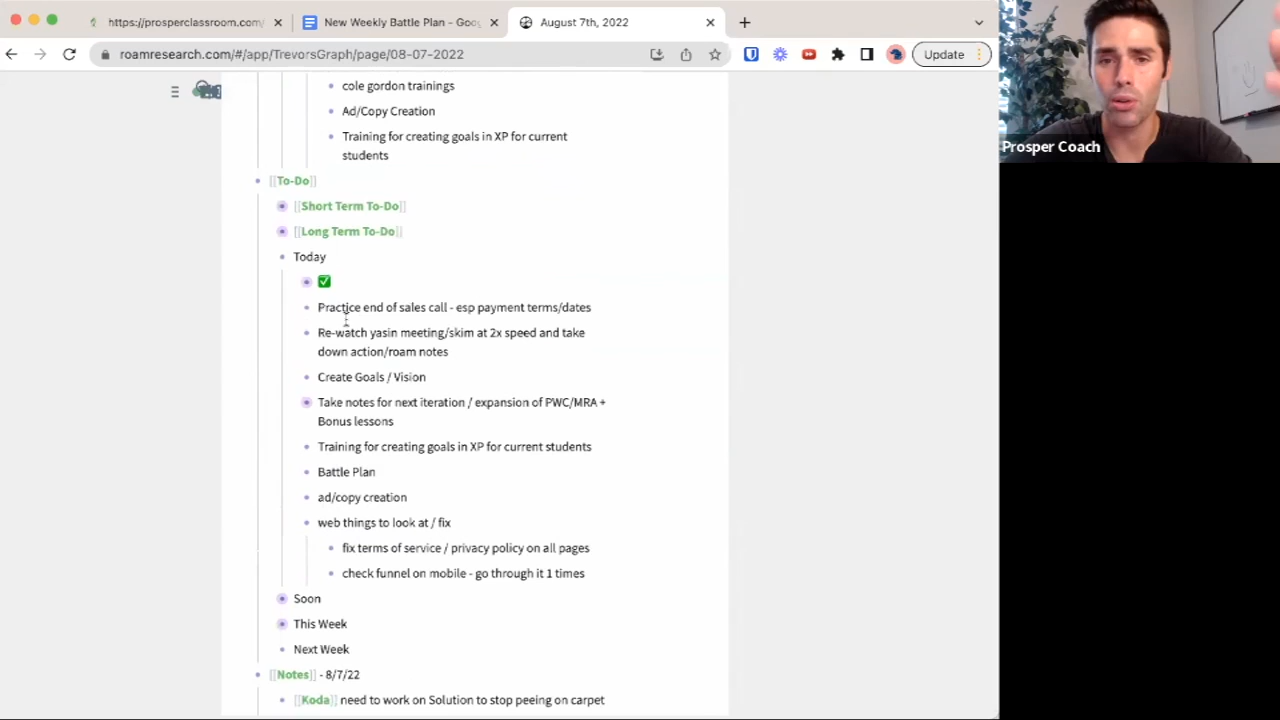 https://prosperclassroom.com/
New Weekly Battle Plan - Goo
August 7th, 2022
roamresearch.com/#/app/TrevorsGraph/page/08-07-2022
Update
Prosper Coach
cole gordon trainings
Ad/Copy Creation
Training for creating goals in XP for current
students
[[To-Do]]
[[Short Term To-Do]]
[[Long Term To-Do]]
Today
Practice end of sales call - esp payment terms/dates
Re-watch yasin meeting/skim at 2x speed and take
down action/roam notes
Create Goals / Vision
Take notes for next iteration / expansion of PWC/MRA +
Bonus lessons
Training for creating goals in XP for current students
Battle Plan
ad/copy creation
web things to look at / fix
fix terms of service / privacy policy on all pages
check funnel on mobile - go through it 1 times
Soon
This Week
Next Week
[[Notes]] - 8/7/22
[[Koda]] need to work on Solution to stop peeing on carpet